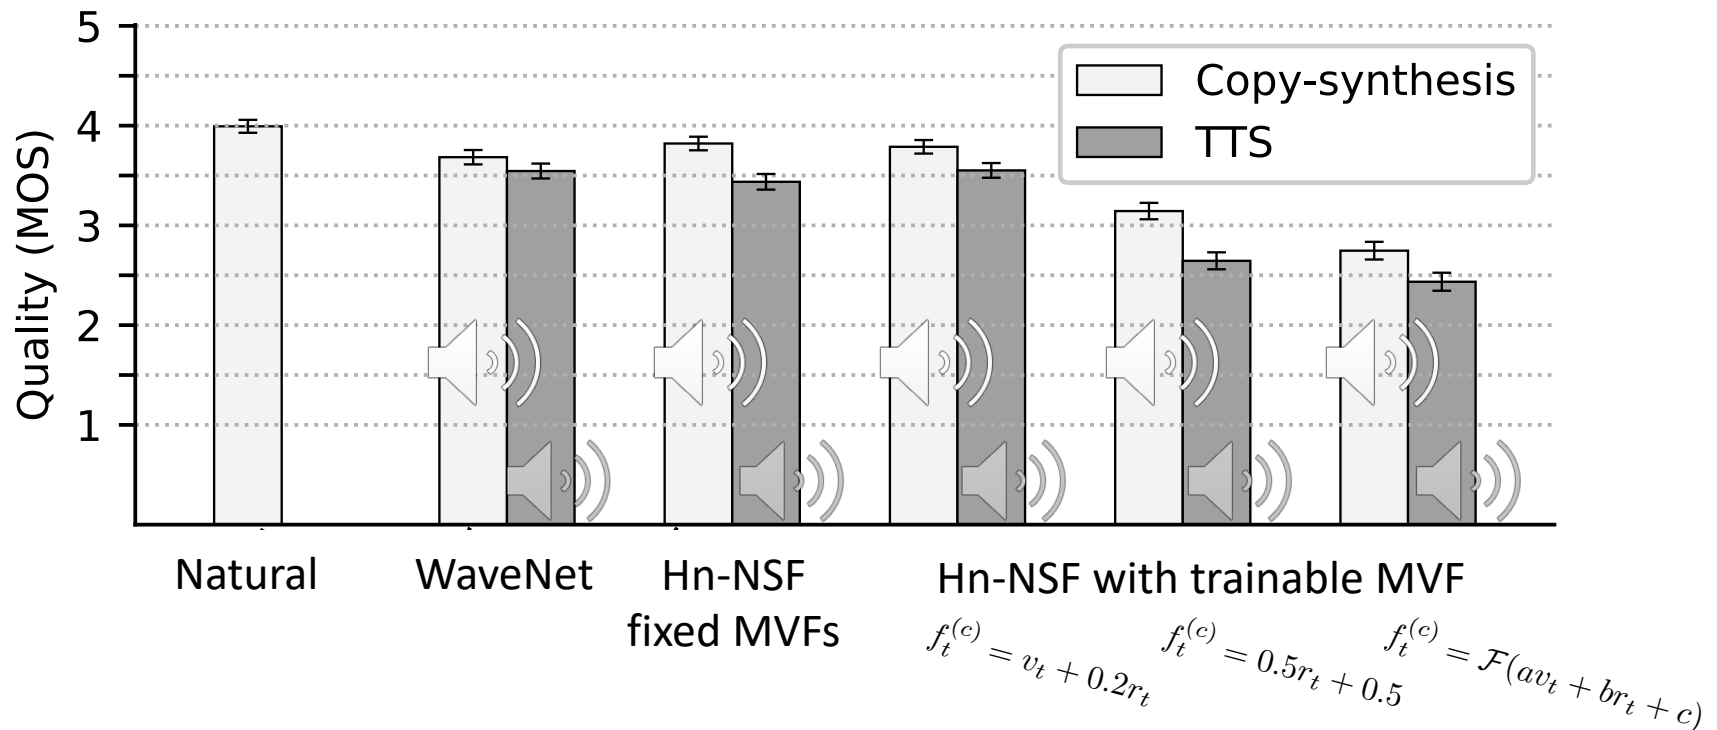 5
4
3
2
1
Quality (MOS)
Copy-synthesis
TTS
Natural
WaveNet
Hn-NSF
fixed MVFs
Hn-NSF with trainable MVF
$f_t^{(c)} = v_t + 0.2r_t$
$f_t^{(c)} = 0.5r_t + 0.5$
$f_t^{(c)} = \mathcal{F}(av_t + br_t + c)$